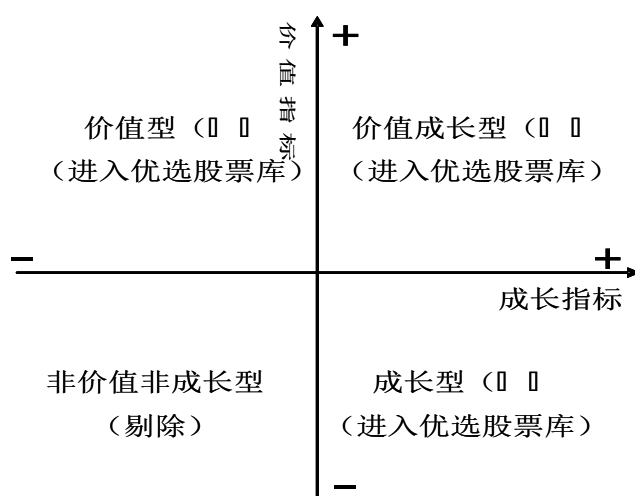 价值指标
+
价值型（▯ ▯
（进入优选股票库）
价值成长型（▯ ▯
（进入优选股票库）
−
+
成长指标
非价值非成长型
（剔除）
成长型（▯ ▯
（进入优选股票库）
−